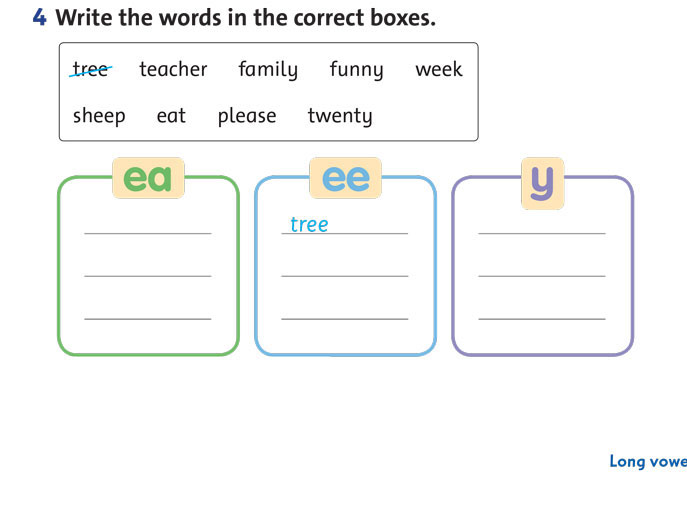 4 Write the words in the correct boxes.
tree teacher family funny week
sheep eat please twenty
ea ee y
tree
Long vowe